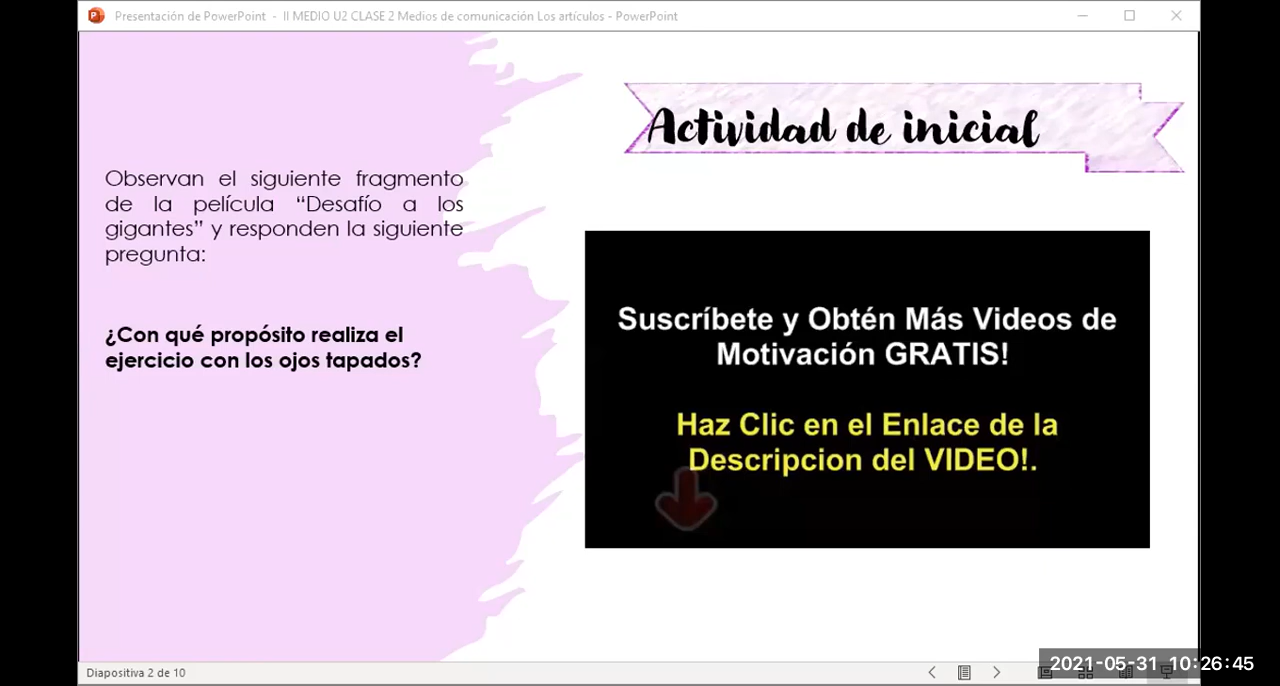 Presentación de PowerPoint - II MEDIO U2 CLASE 2 Medios de comunicación Los artículos - PowerPoint
Actividad de inicial
Observan el siguiente fragmento
de la película “Desafío a los
gigantes” y responden la siguiente
pregunta:
¿Con qué propósito realiza el
ejercicio con los ojos tapados?
Suscríbete y Obtén Más Videos de
Motivación GRATIS!
Haz Clic en el Enlace de la
Descripcion del VIDEO!.
Diapositiva 2 de 10
2021-05-31 10:26:45